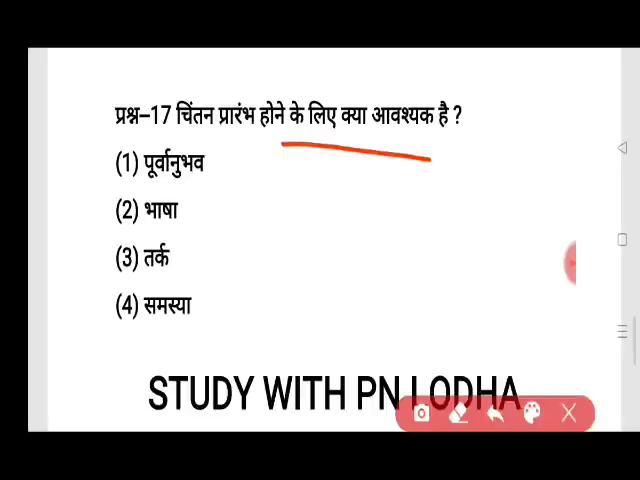 प्रश्न–17 चिंतन प्रारंभ होने के लिए क्या आवश्यक है ?
(1) पूर्वानुभव
(2) भाषा
(3) तर्क
(4) समस्या
STUDY WITH PN LODHA